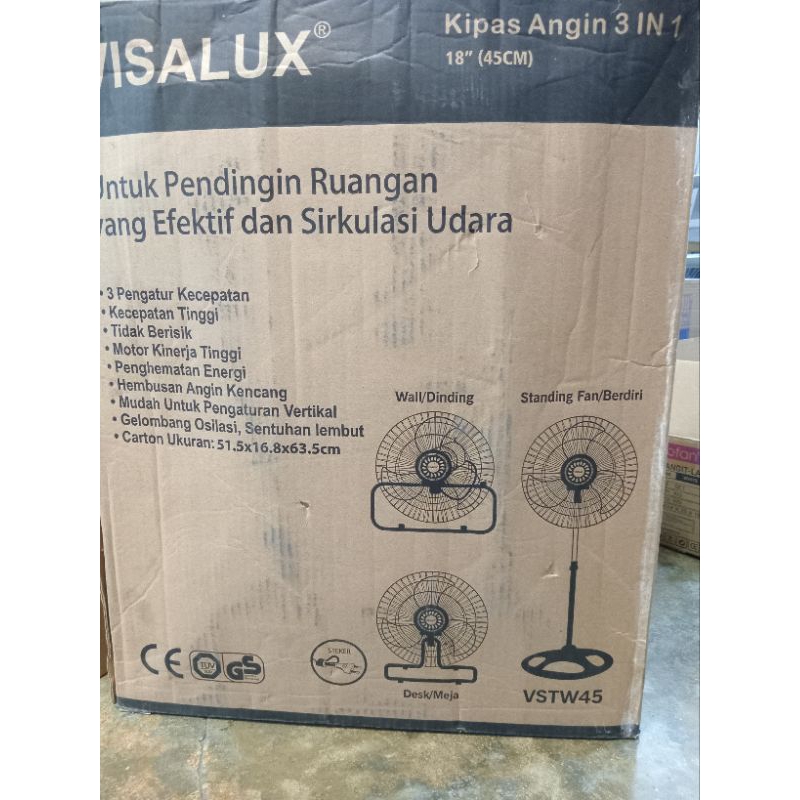 VISALUX®
Kipas Angin 3 IN 1
18" (45CM)
Untuk Pendingin Ruangan
yang Efektif dan Sirkulasi Udara
• 3 Pengatur Kecepatan
• Kecepatan Tinggi
• Tidak Berisik
• Motor Kinerja Tinggi
• Penghematan Energi
• Hembusan Angin Kencang
• Mudah Untuk Pengaturan Vertikal
• Gelombang Osilasi, Sentuhan lembut
• Carton Ukuran: 51.5x16.8x63.5cm
Wall/Dinding
Standing Fan/Berdiri
CE
TUV
GS
STEKER
Desk/Meja
VSTW45